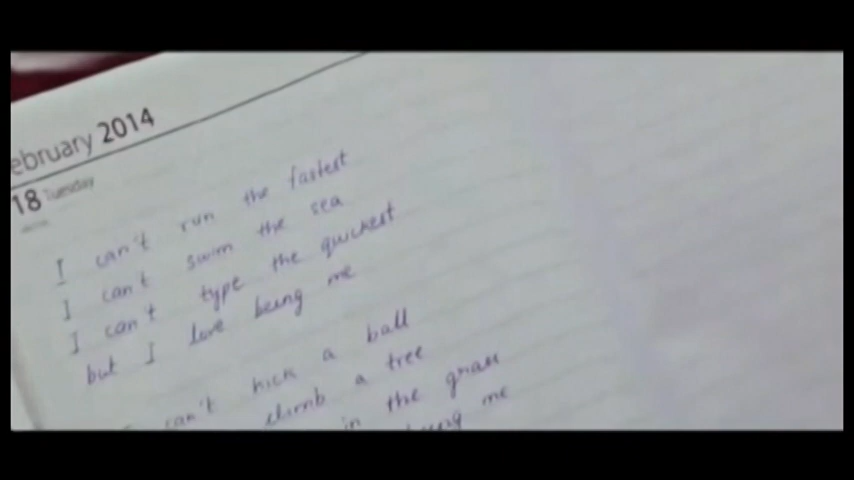 ebruary 2014
18 Tuesday
I can't run the fastest
I can't swim the sea
I can't type the quickest
but I love being me
can't kick a ball
climb a tree
in the grass
being me